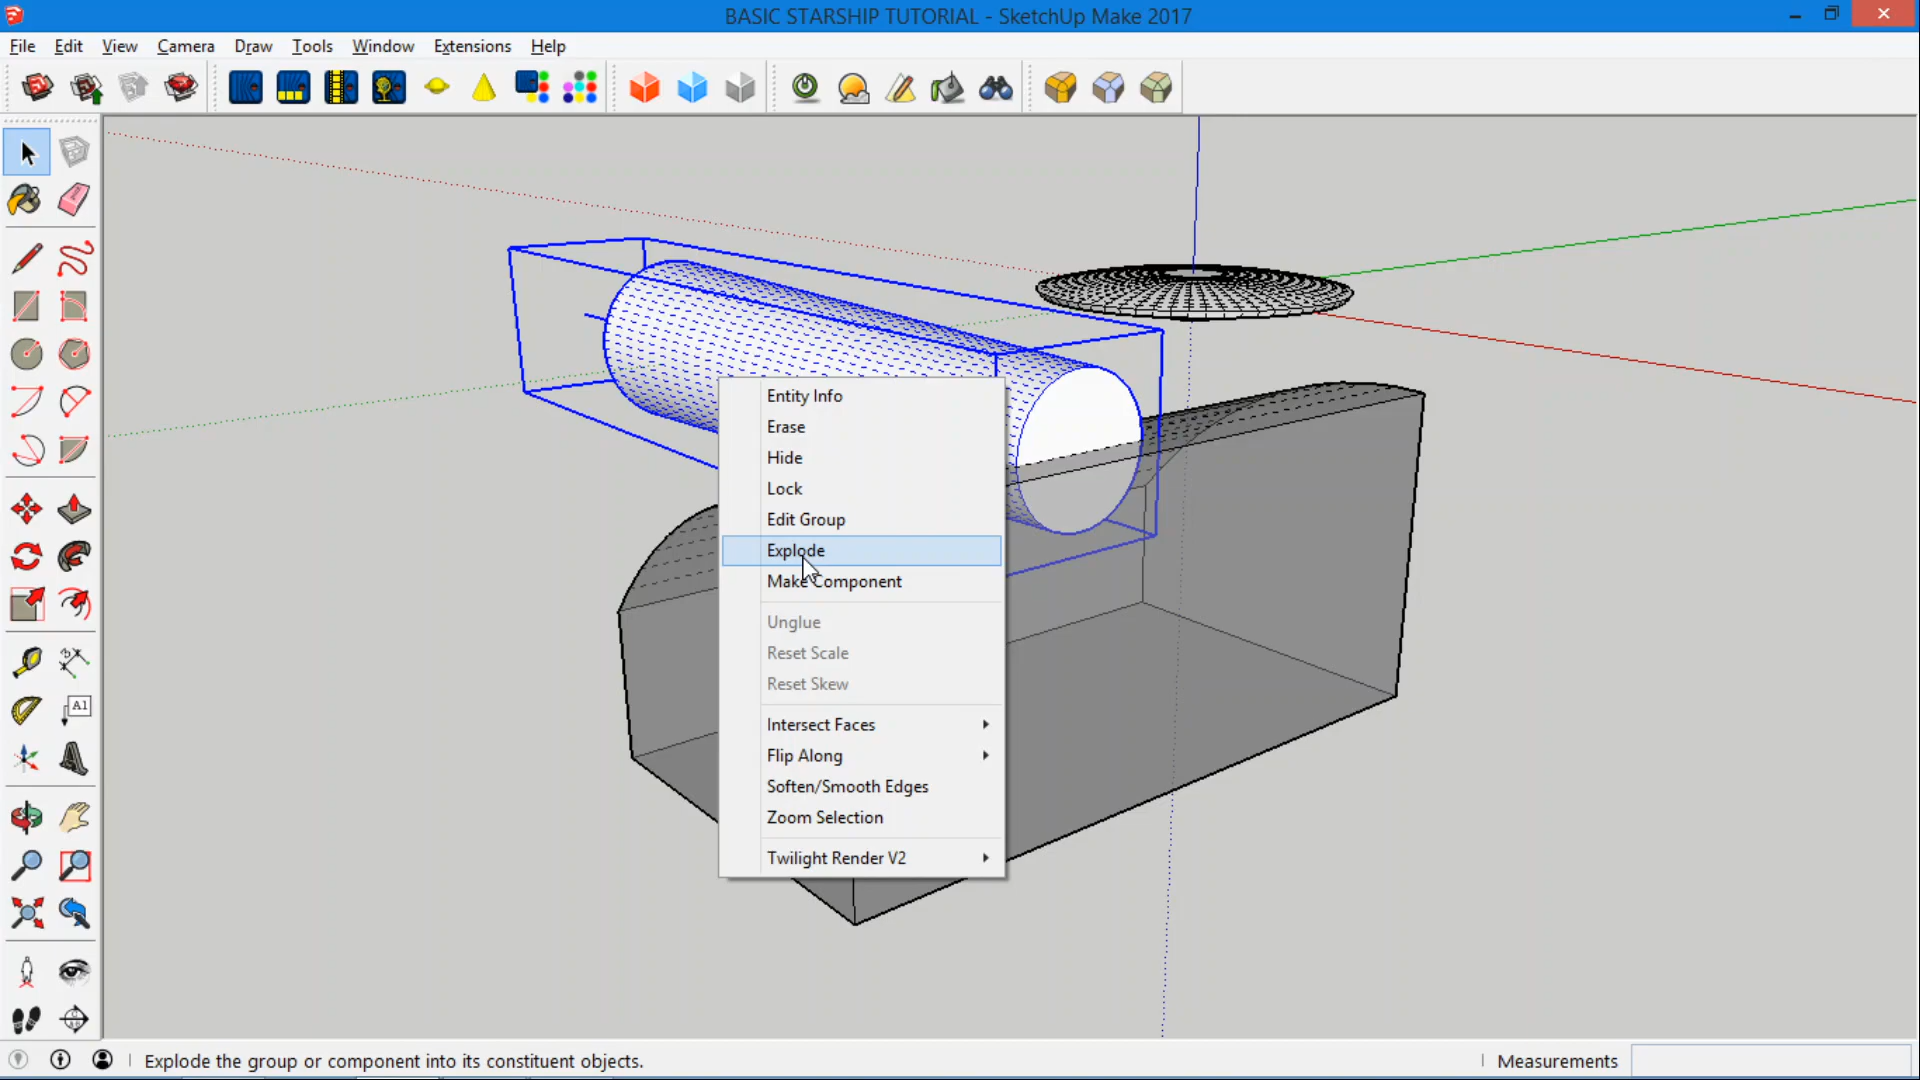 BASIC STARSHIP TUTORIAL - SketchUp Make 2017
File Edit View Camera Draw Tools Window Extensions Help
Entity Info
Erase
Hide
Lock
Edit Group
Explode
Make Component
Unglue
Reset Scale
Reset Skew
Intersect Faces
Flip Along
Soften/Smooth Edges
Zoom Selection
Twilight Render V2
A1
Explode the group or component into its constituent objects.
Measurements